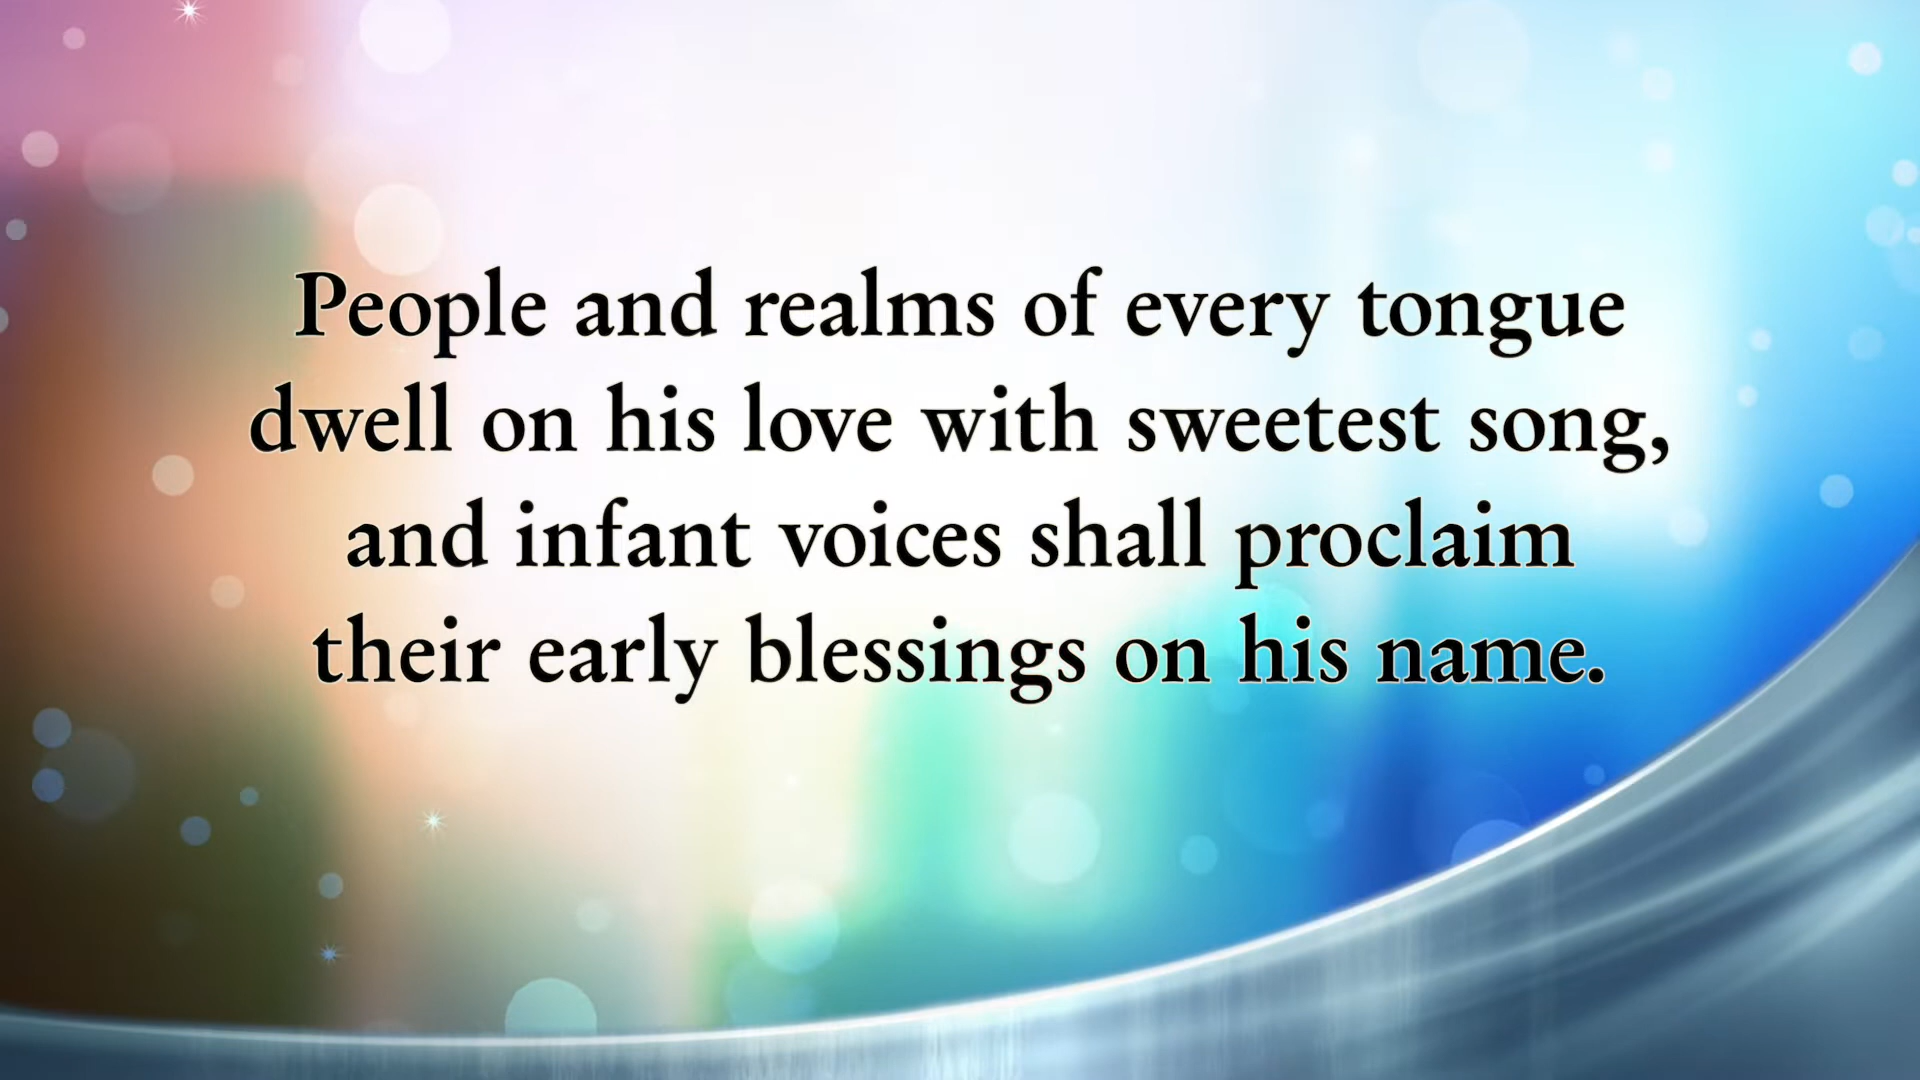 People and realms of every tongue
dwell on his love with sweetest song,
and infant voices shall proclaim
their early blessings on his name.